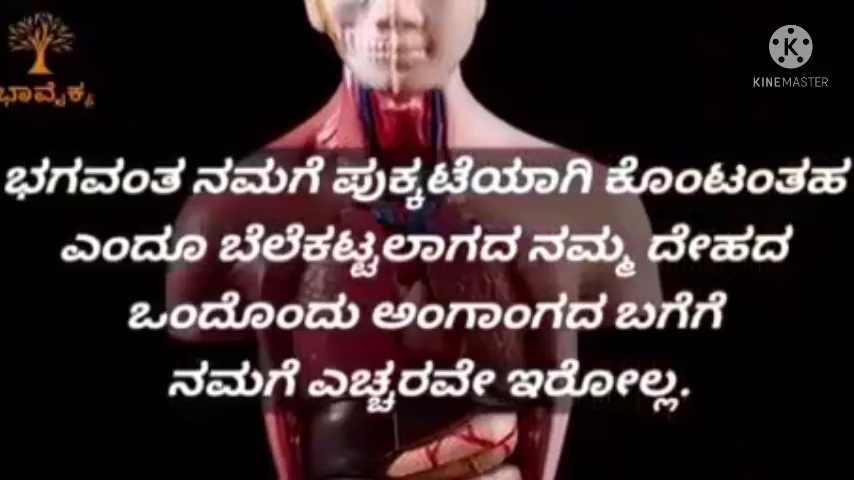 ಭಾವೈಕ್ಯ
KINEMASTER
ಭಗವಂತ ನಮಗೆ ಪುಕ್ಕಟೆಯಾಗಿ ಕೊಂಟಂತಹ
ಎಂದೂ ಬೆಲೆಕಟ್ಟಲಾಗದ ನಮ್ಮ ದೇಹದ
ಒಂದೊಂದು ಅಂಗಾಂಗದ ಬಗೆಗೆ
ನಮಗೆ ಎಚ್ಚರವೇ ಇರೋಲ್ಲ.